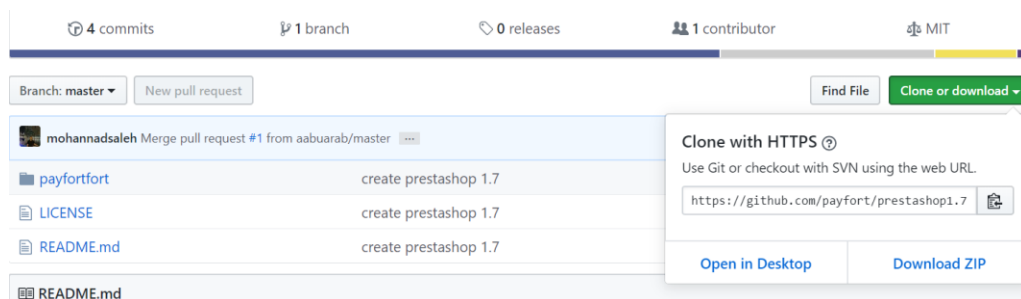 4 commits 1 branch 0 releases 1 contributor MIT
Branch: master New pull request Find File Clone or download
mohannadsaleh Merge pull request #1 from aabuarab/master ...
payfortfort create prestashop 1.7
LICENSE create prestashop 1.7
README.md create prestashop 1.7
README.md
Clone with HTTPS
Use Git or checkout with SVN using the web URL.
https://github.com/payfort/prestashop1.7
Open in Desktop Download ZIP